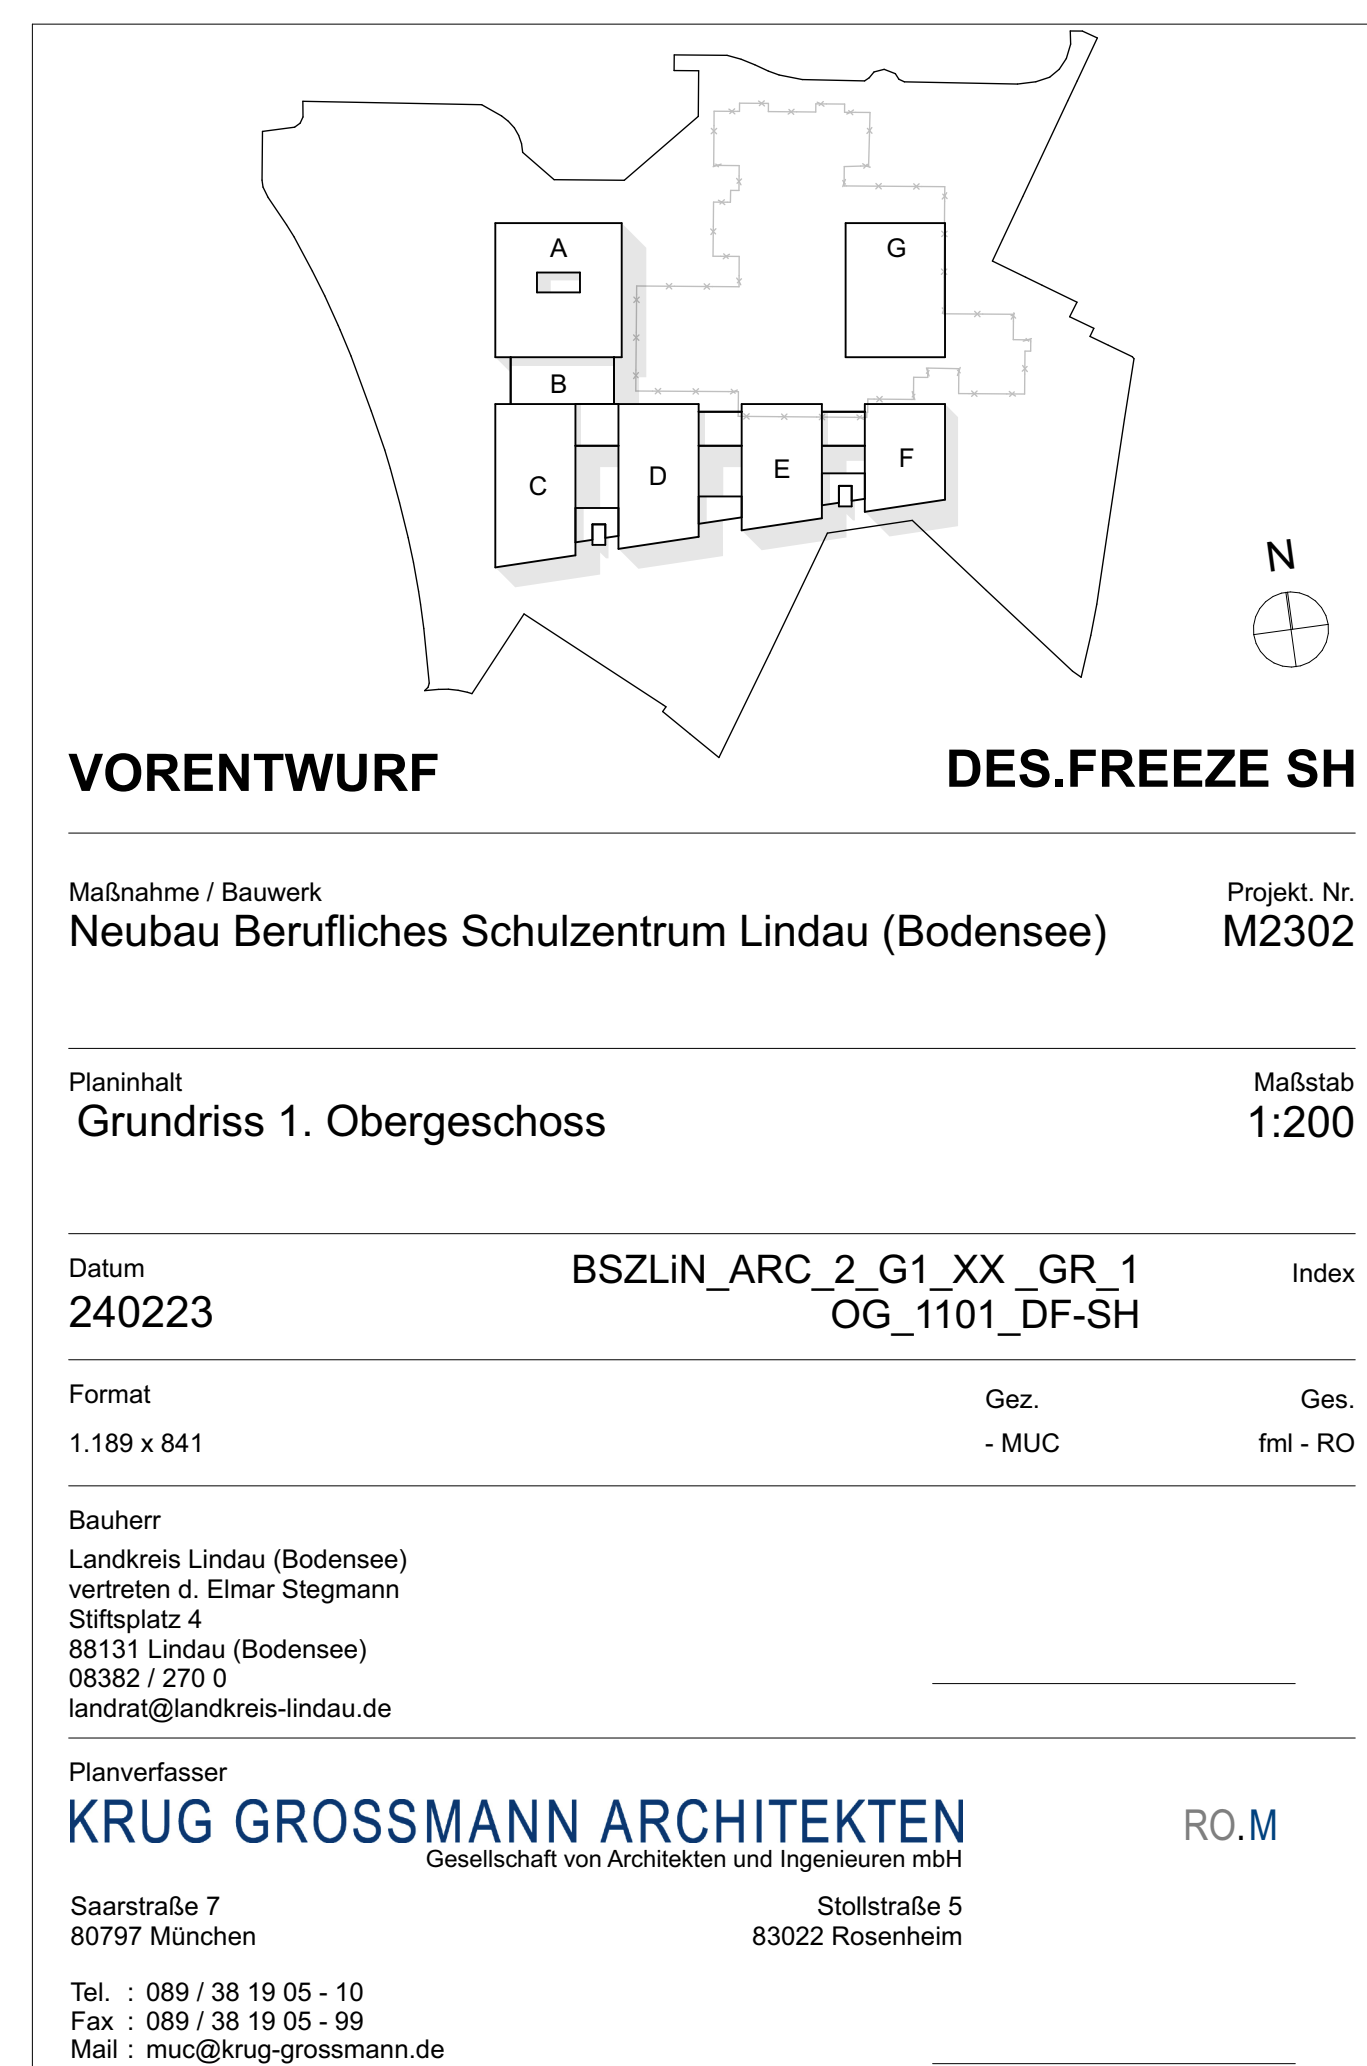 A
G
B
C
D
E
F
N
VORENTWURF
DES.FREEZE SH
Maßnahme / Bauwerk
Projekt. Nr.
Neubau Berufliches Schulzentrum Lindau (Bodensee)
M2302
Planinhalt
Maßstab
Grundriss 1. Obergeschoss
1:200
Datum
240223
BSZLiN_ARC_2_G1_XX _GR_1
OG_1101_DF-SH
Index
Format
Gez.
Ges.
1.189 x 841
- MUC
fml - RO
Bauherr
Landkreis Lindau (Bodensee)
vertreten d. Elmar Stegmann
Stiftsplatz 4
88131 Lindau (Bodensee)
08382 / 270 0
landrat@landkreis-lindau.de
Planverfasser
KRUG GROSSMANN ARCHITEKTEN
RO.M
Gesellschaft von Architekten und Ingenieuren mbH
Saarstraße 7
80797 München
Stollstraße 5
83022 Rosenheim
Tel. : 089 / 38 19 05 - 10
Fax : 089 / 38 19 05 - 99
Mail : muc@krug-grossmann.de